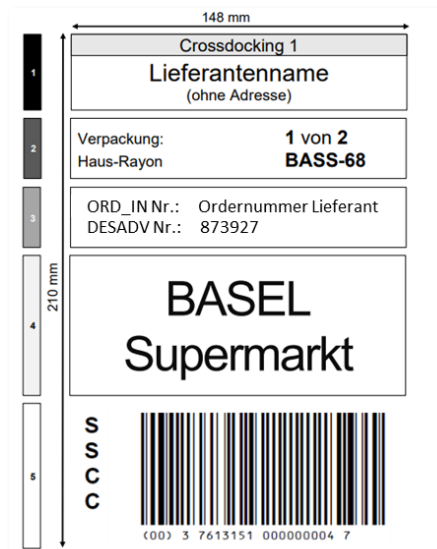 148 mm
210 mm
1
Crossdocking 1
Lieferantenname
(ohne Adresse)
2
Verpackung: 1 von 2
Haus-Rayon BASS-68
3
ORD_IN Nr.: Ordernummer Lieferant
DESADV Nr.: 873927
4
BASEL
Supermarkt
5
S
S
C
C
(00) 3 7613151 000000004 7